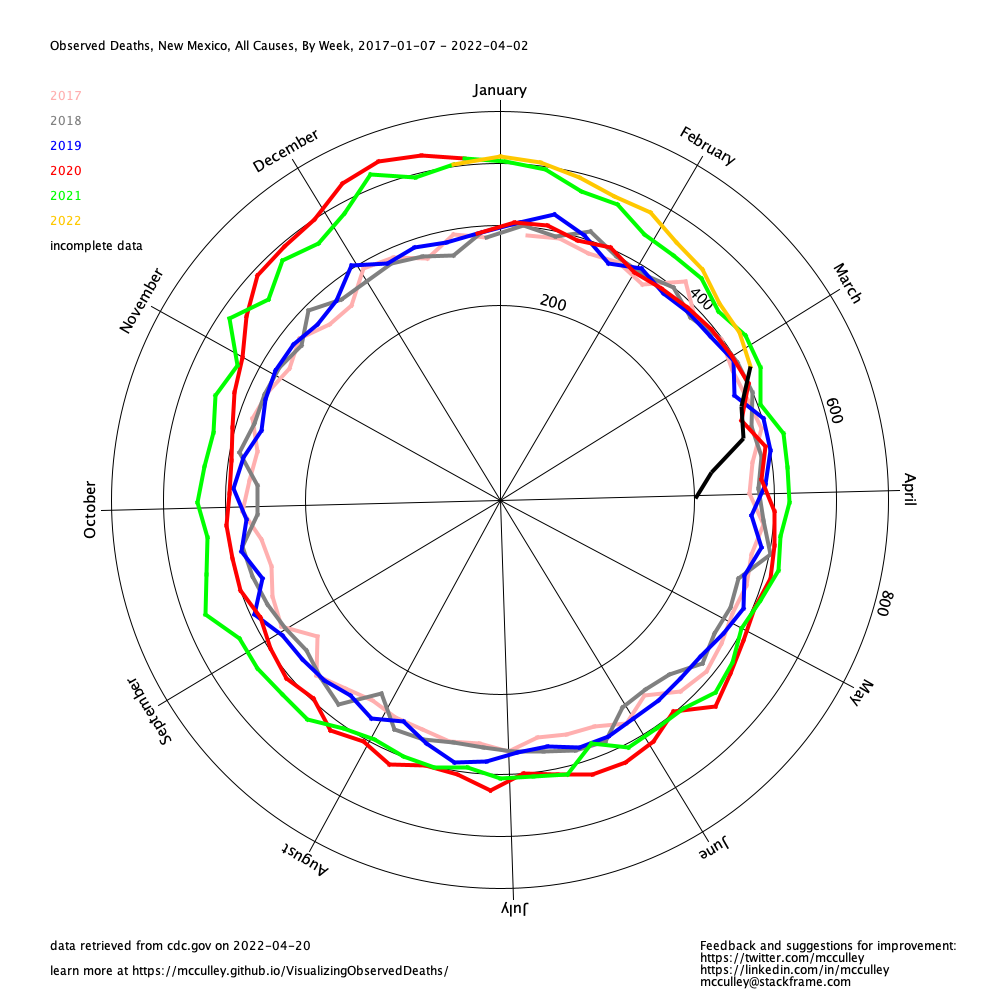 Observed Deaths, New Mexico, All Causes, By Week, 2017-01-07 - 2022-04-02
2017
2018
2019
2020
2021
2022
incomplete data
January
February
March
April
May
June
July
August
September
October
November
December
200
400
600
800
data retrieved from cdc.gov on 2022-04-20
learn more at https://mcculley.github.io/VisualizingObservedDeaths/
Feedback and suggestions for improvement:
https://twitter.com/mcculley
https://linkedin.com/in/mcculley
mcculley@stackframe.com